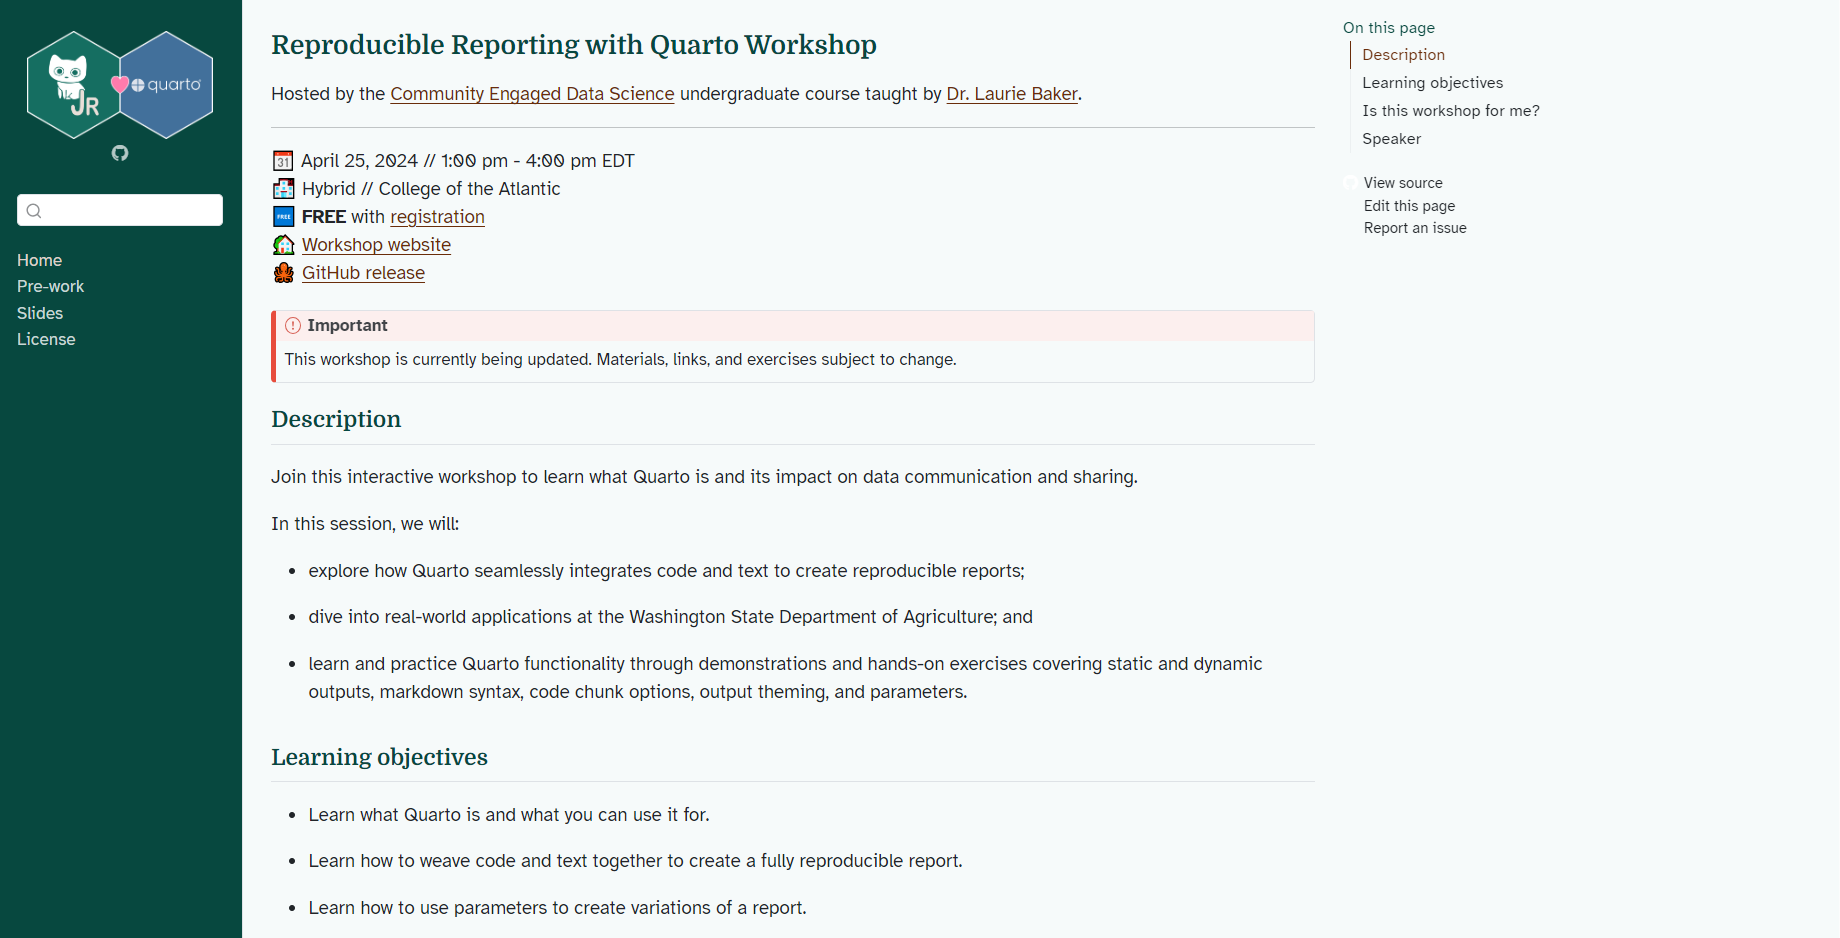 JR
quarto
Home
Pre-work
Slides
License
Reproducible Reporting with Quarto Workshop
Hosted by the Community Engaged Data Science undergraduate course taught by Dr. Laurie Baker.
31 April 25, 2024 // 1:00 pm - 4:00 pm EDT
Hybrid // College of the Atlantic
FREE FREE with registration
Workshop website
GitHub release
Important
This workshop is currently being updated. Materials, links, and exercises subject to change.
Description
Join this interactive workshop to learn what Quarto is and its impact on data communication and sharing.
In this session, we will:
• explore how Quarto seamlessly integrates code and text to create reproducible reports;
• dive into real-world applications at the Washington State Department of Agriculture; and
• learn and practice Quarto functionality through demonstrations and hands-on exercises covering static and dynamic
outputs, markdown syntax, code chunk options, output theming, and parameters.
Learning objectives
• Learn what Quarto is and what you can use it for.
• Learn how to weave code and text together to create a fully reproducible report.
• Learn how to use parameters to create variations of a report.
On this page
Description
Learning objectives
Is this workshop for me?
Speaker
View source
Edit this page
Report an issue